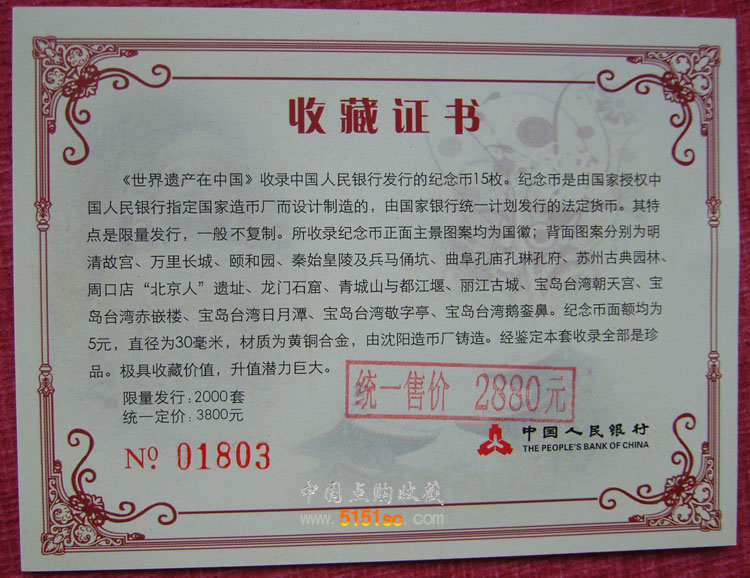 收藏证书
《世界遗产在中国》收录中国人民银行发行的纪念币15枚。纪念币是由国家授权中
国人民银行指定国家造币厂而设计制造的，由国家银行统一计划发行的法定货币。其特
点是限量发行，一般不复制。所收录纪念币正面主景图案均为国徽；背面图案分别为明
清故宫、万里长城、颐和园、秦始皇陵及兵马俑坑、曲阜孔庙孔琳孔府、苏州古典园林、
周口店“北京人”遗址、龙门石窟、青城山与都江堰、丽江古城、宝岛台湾朝天宫、宝
岛台湾赤嵌楼、宝岛台湾日月潭、宝岛台湾敬字亭、宝岛台湾鹅銮鼻。纪念币面额均为
5元，直径为30毫米，材质为黄铜合金，由沈阳造币厂铸造。经鉴定本套收录全部是珍
品。极具收藏价值，升值潜力巨大。
统一售价 2880元
限量发行：2000套
统一定价：3800元
中国人民银行
THE PEOPLE'S BANK OF CHINA
No 01803
中国点购收藏
www.5151sc.com